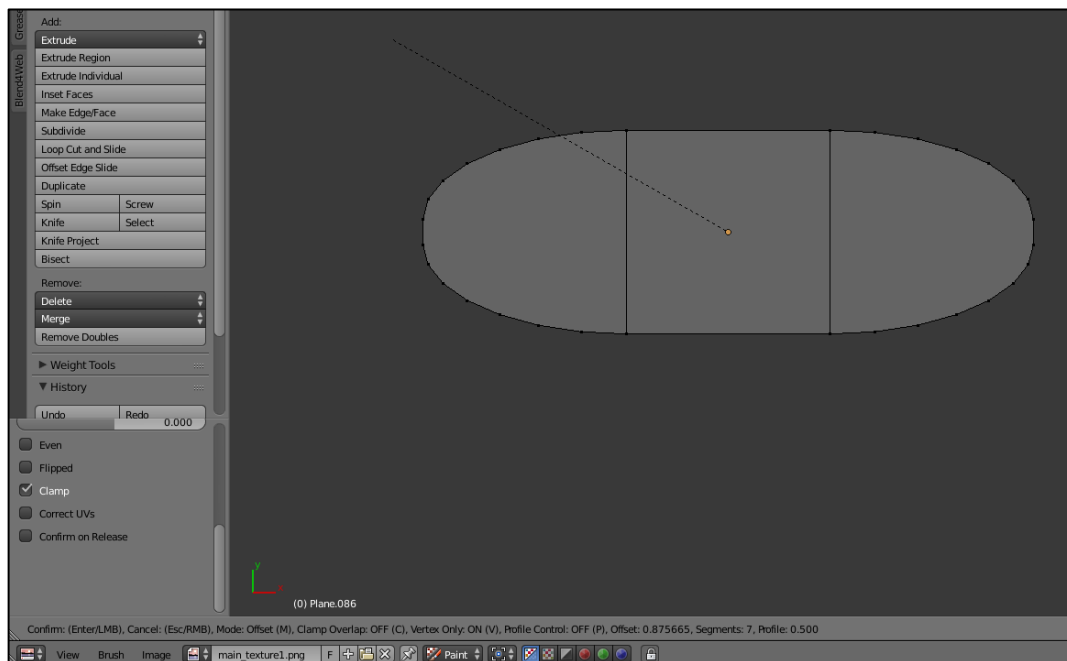 Grease
Blend4Web
Add:
Extrude
Extrude Region
Extrude Individual
Inset Faces
Make Edge/Face
Subdivide
Loop Cut and Slide
Offset Edge Slide
Duplicate
Spin Screw
Knife Select
Knife Project
Bisect
Remove:
Delete
Merge
Remove Doubles
Weight Tools
History
Undo Redo
0.000
Even
Flipped
Clamp
Correct UVs
Confirm on Release
y
x
(0) Plane.086
Confirm: (Enter/LMB), Cancel: (Esc/RMB), Mode: Offset (M), Clamp Overlap: OFF (C), Vertex Only: ON (V), Profile Control: OFF (P), Offset: 0.875665, Segments: 7, Profile: 0.500
View Brush Image main_texture1.png F Paint